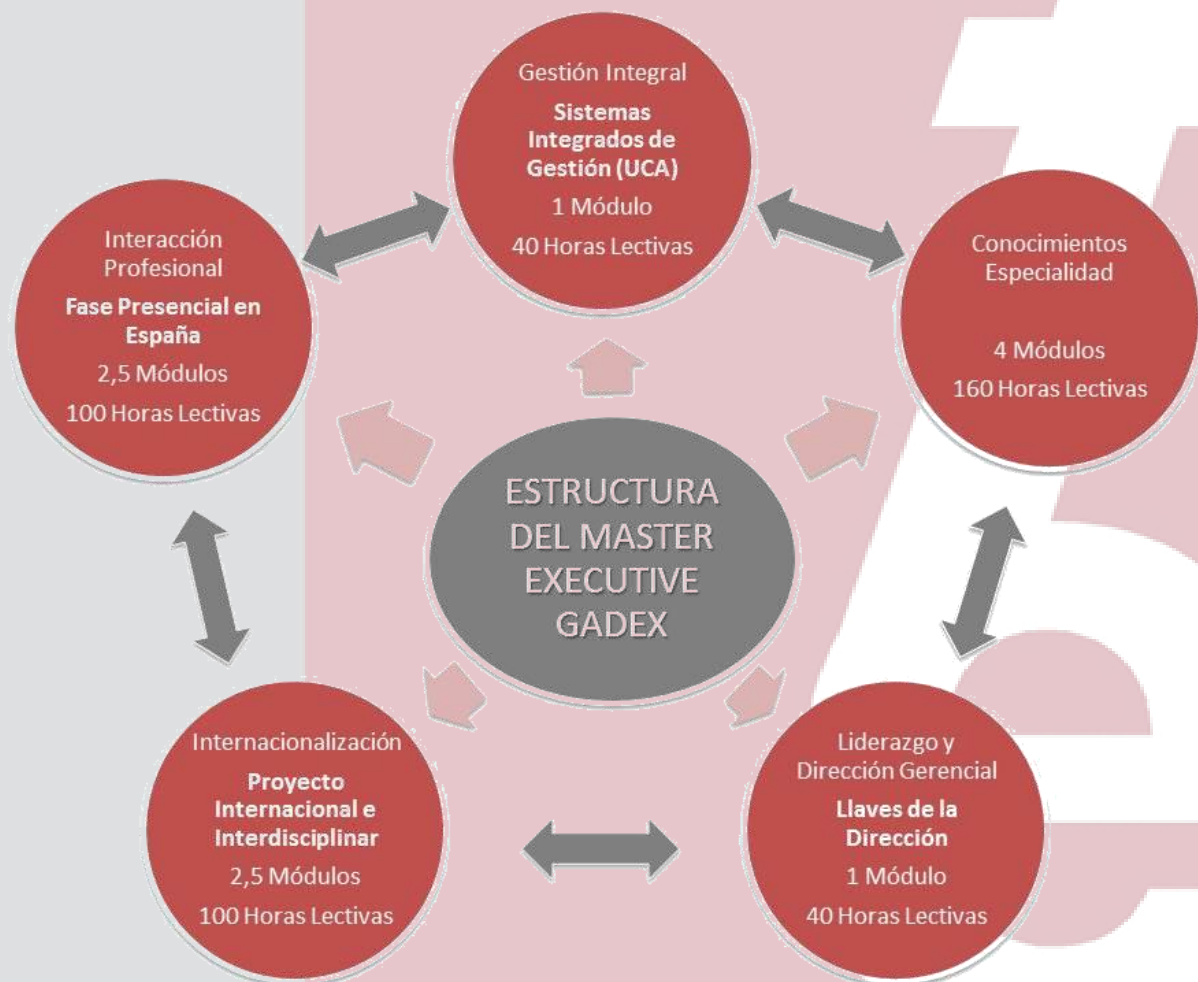 Gestión Integral
Sistemas
Integrados de
Gestión (UCA)
1 Módulo
40 Horas Lectivas
Interacción
Profesional
Fase Presencial en
España
2,5 Módulos
100 Horas Lectivas
Conocimientos
Especialidad
4 Módulos
160 Horas Lectivas
ESTRUCTURA
DEL MASTER
EXECUTIVE
GADEX
Internacionalización
Proyecto
Internacional e
Interdisciplinar
2,5 Módulos
100 Horas Lectivas
Liderazgo y
Dirección Gerencial
Llaves de la
Dirección
1 Módulo
40 Horas Lectivas